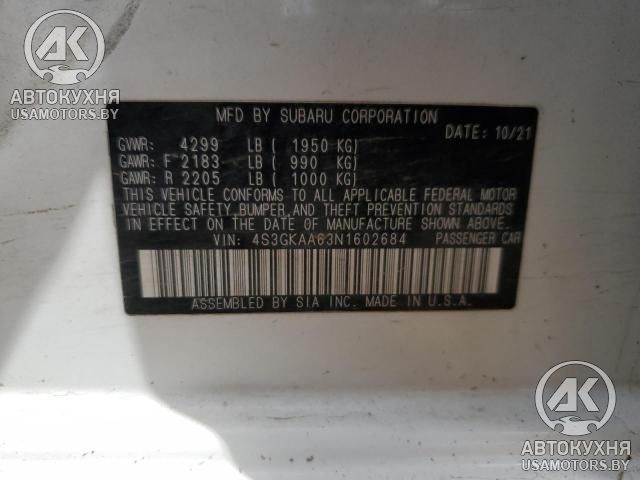 АК
АВТОКУХНЯ
USAMOTORS.BY
MFD BY SUBARU CORPORATION
DATE: 10/21
GVWR: 4299 LB ( 1950 KG)
GAWR: F 2183 LB ( 990 KG)
GAWR: R 2205 LB ( 1000 KG)
THIS VEHICLE CONFORMS TO ALL APPLICABLE FEDERAL MOTOR
VEHICLE SAFETY, BUMPER, AND THEFT PREVENTION STANDARDS
IN EFFECT ON THE DATE OF MANUFACTURE SHOWN ABOVE.
VIN: 4S3GKAA63N1602684 PASSENGER CAR
ASSEMBLED BY SIA INC. MADE IN U.S.A.
АК
АВТОКУХНЯ
USAMOTORS.BY